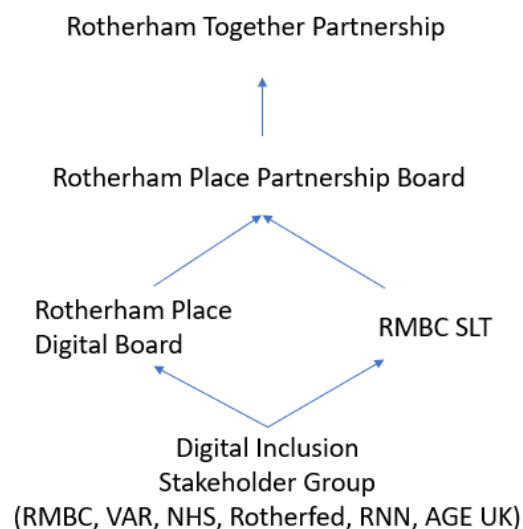 Rotherham Together Partnership
Rotherham Place Partnership Board
Rotherham Place
Digital Board
RMBC SLT
Digital Inclusion
Stakeholder Group
(RMBC, VAR, NHS, Rotherfed, RNN, AGE UK)